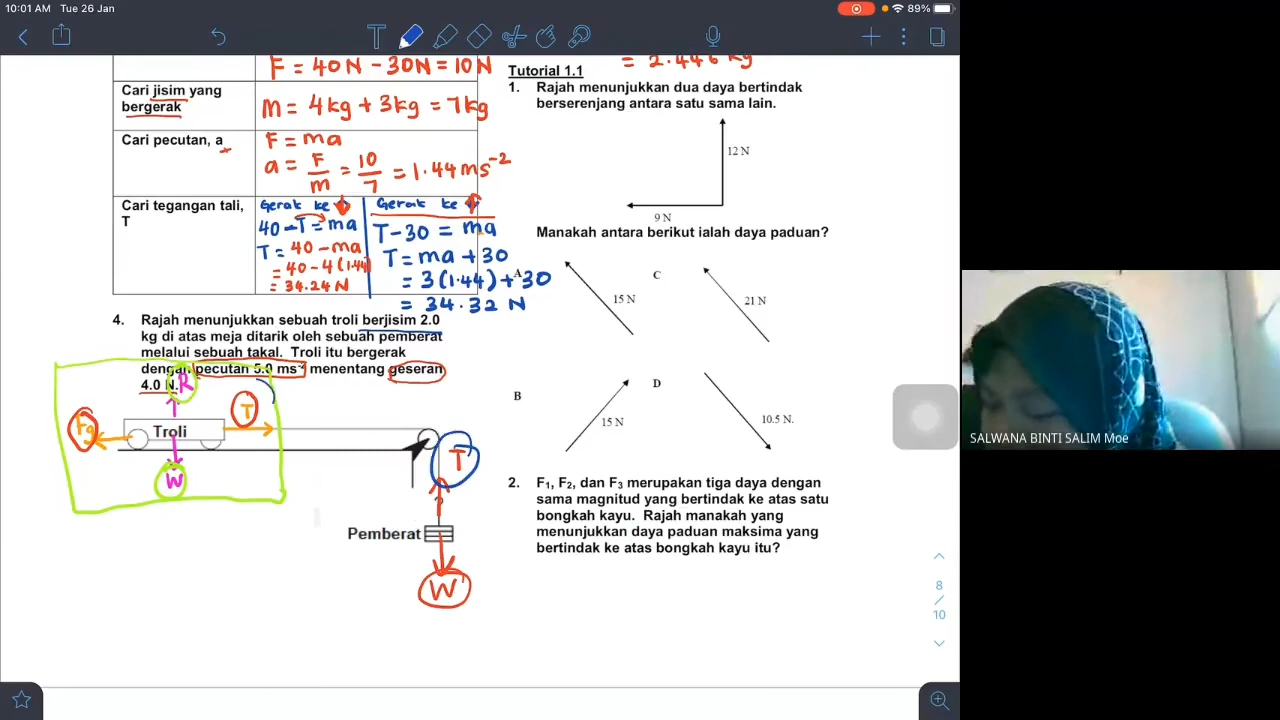 10:01 AM Tue 26 Jan
89%
F = 40N - 30N = 10N
Cari jisim yang
bergerak
m = 4kg + 3kg = 7kg
Cari pecutan, a
F = ma
a = F/m = 10/7 = 1.44 ms⁻²
Cari tegangan tali,
T
Gerak ke ↓
40 - T = ma
T = 40 - ma
= 40 - 4(1.44)
= 34.24 N
Gerak ke ↑
T - 30 = ma
T = ma + 30
= 3(1.44) + 30
= 34.32 N
4. Rajah menunjukkan sebuah troli berjisim 2.0
kg di atas meja ditarik oleh sebuah pemberat
melalui sebuah takal. Troli itu bergerak
dengan pecutan 5.0 ms⁻² menentang geseran
4.0 N.
R
T
Fg
Troli
W
T
Pemberat
W
= 2.446 kg
Tutorial 1.1
1. Rajah menunjukkan dua daya bertindak
berserenjang antara satu sama lain.
12 N
9 N
Manakah antara berikut ialah daya paduan?
A
15 N
C
21 N
B
15 N
D
10.5 N.
2. F₁, F₂, dan F₃ merupakan tiga daya dengan
sama magnitud yang bertindak ke atas satu
bongkah kayu. Rajah manakah yang
menunjukkan daya paduan maksima yang
bertindak ke atas bongkah kayu itu?
8
/
10
SALWANA BINTI SALIM Moe